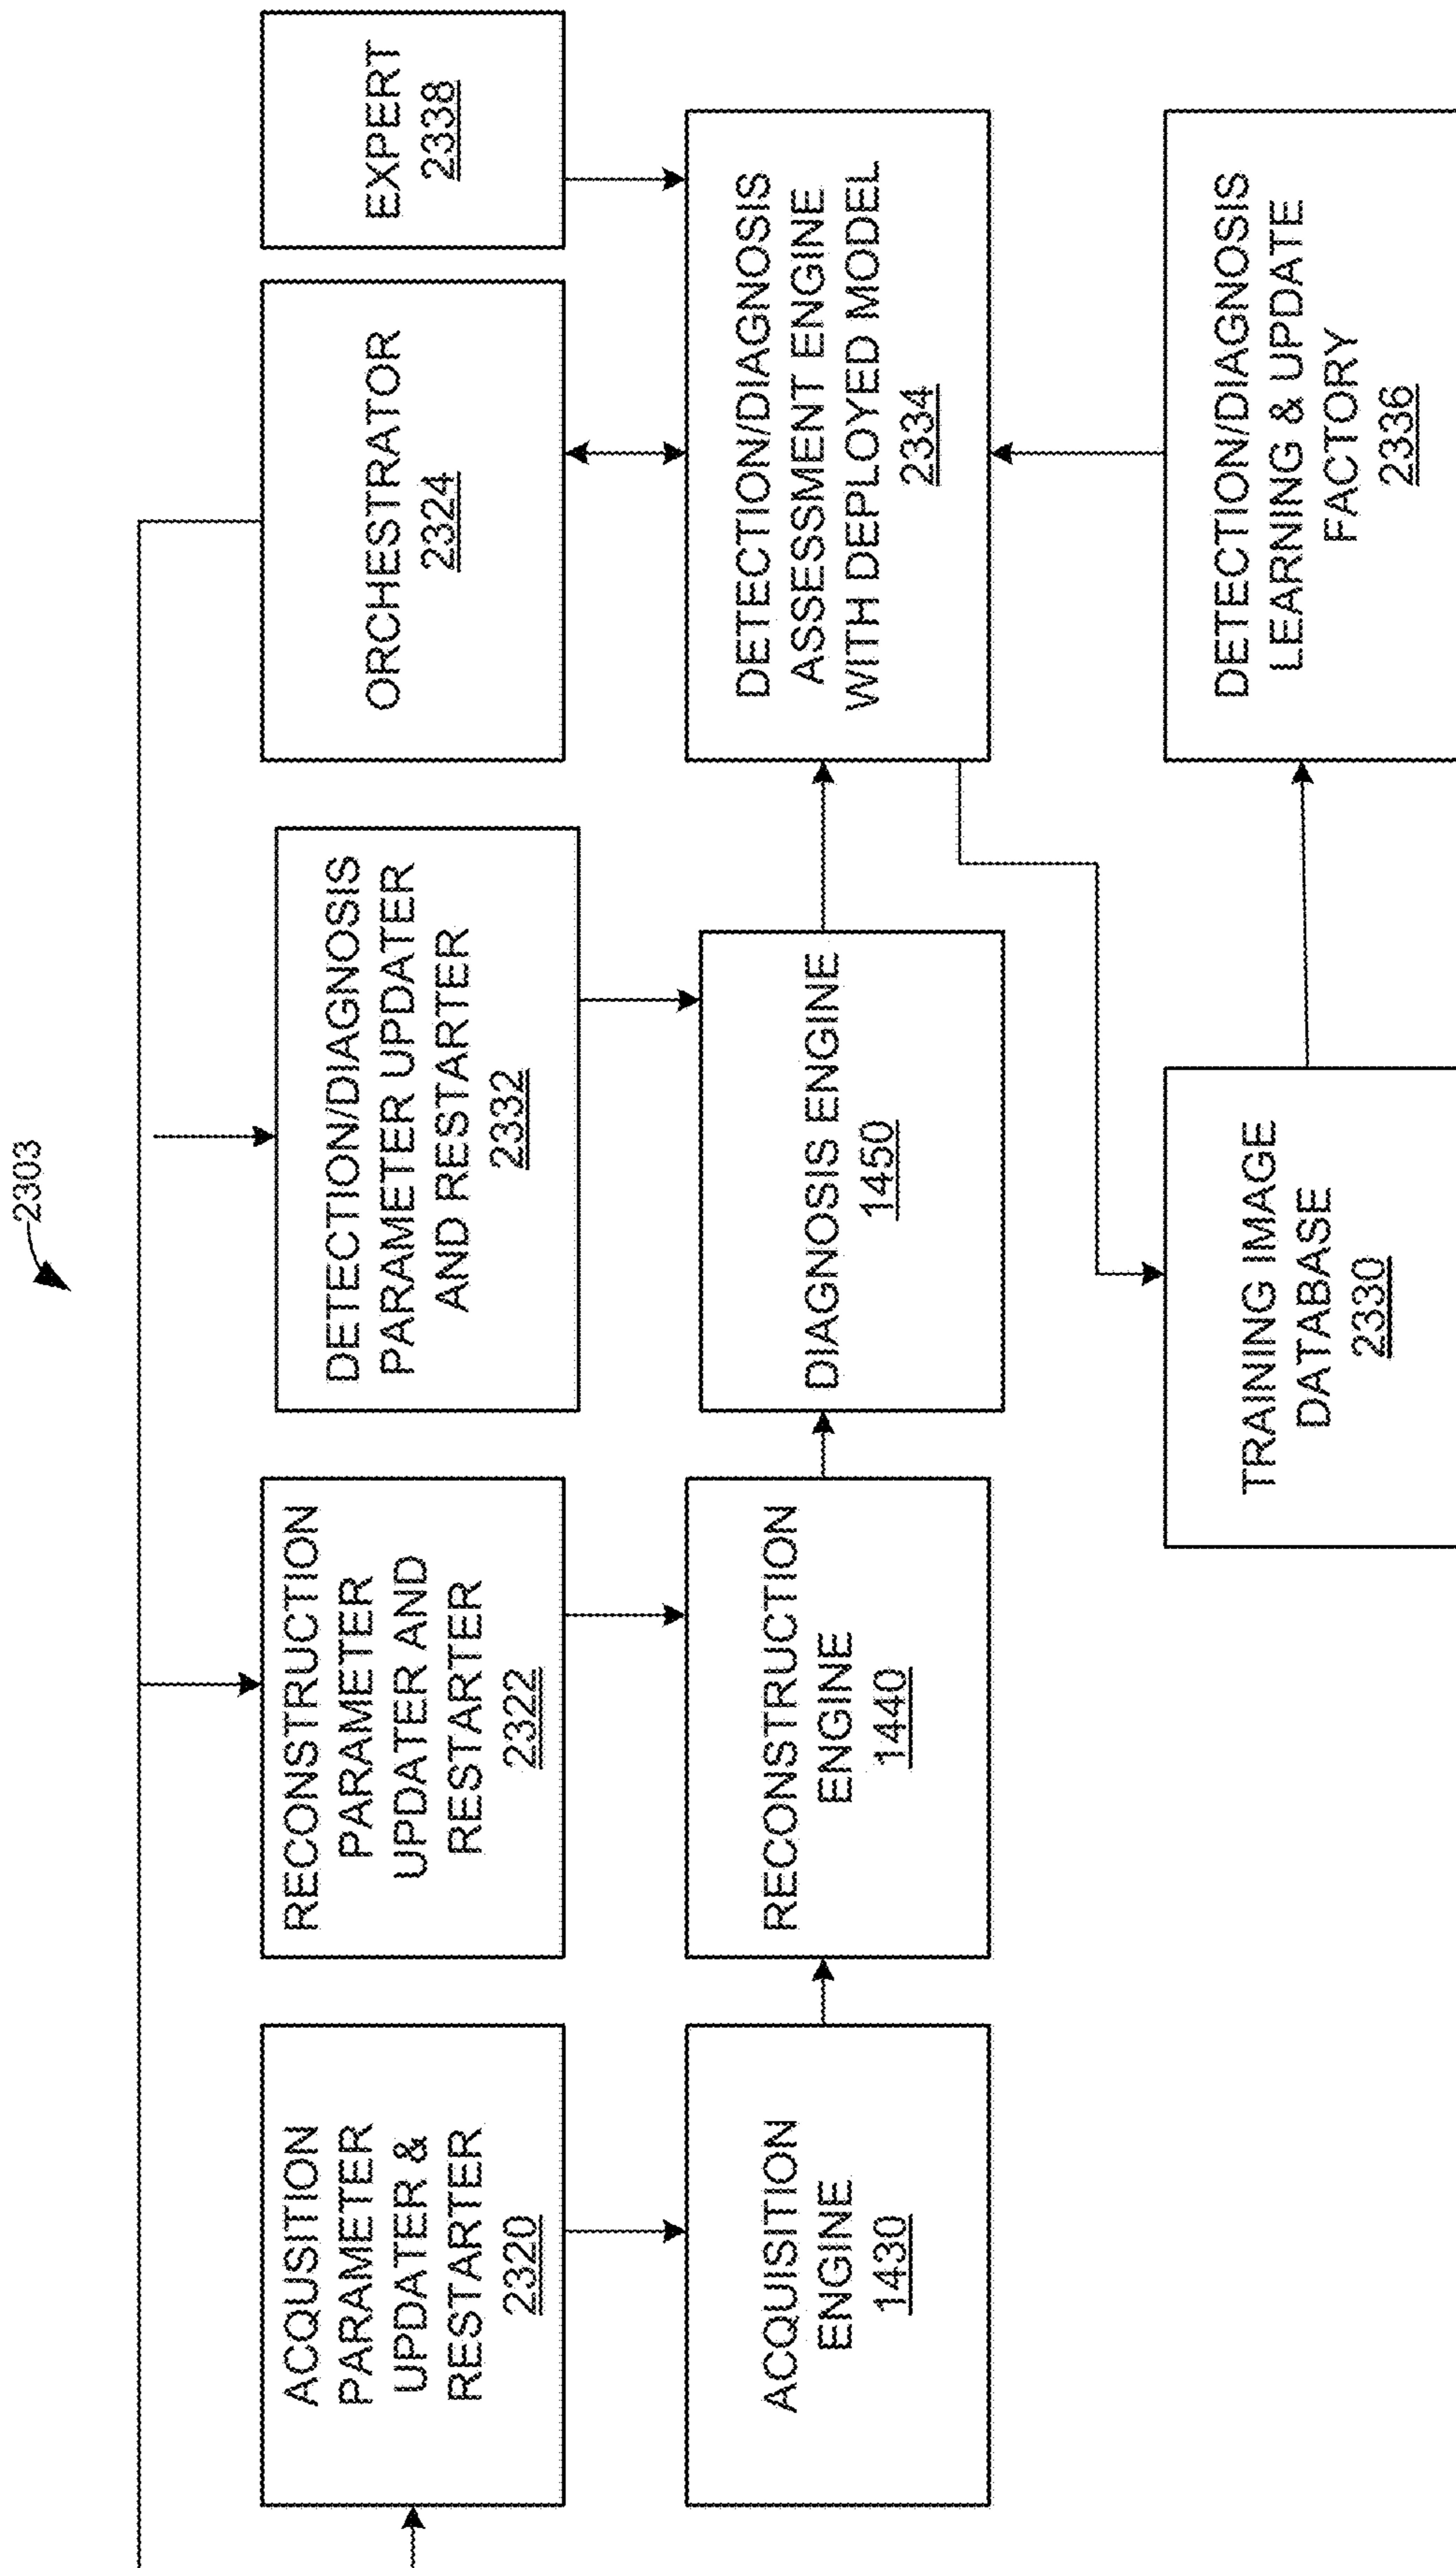 2303
ACQUSITION
PARAMETER
UPDATER &
RESTARTER
2320
RECONSTRUCTION
PARAMETER
UPDATER AND
RESTARTER
2322
DETECTION/DIAGNOSIS
PARAMETER UPDATER
AND RESTARTER
2332
ORCHESTRATOR
2324
EXPERT
2338
ACQUISITION
ENGINE
1430
RECONSTRUCTION
ENGINE
1440
DIAGNOSIS ENGINE
1450
DETECTION/DIAGNOSIS
ASSESSMENT ENGINE
WITH DEPLOYED MODEL
2334
TRAINING IMAGE
DATABASE
2330
DETECTION/DIAGNOSIS
LEARNING & UPDATE
FACTORY
2336